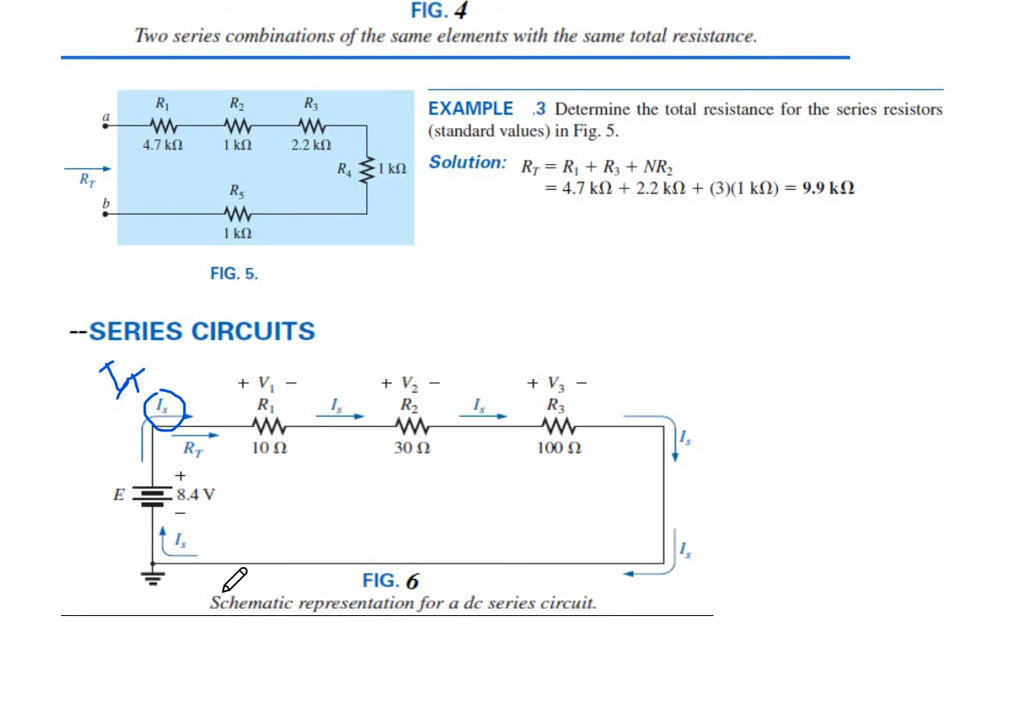 FIG. 4
Two series combinations of the same elements with the same total resistance.
a
R1
R2
R3
4.7 kΩ
1 kΩ
2.2 kΩ
RT
R4
1 kΩ
b
R5
1 kΩ
FIG. 5.
EXAMPLE .3 Determine the total resistance for the series resistors
(standard values) in Fig. 5.
Solution: RT = R1 + R3 + NR2
= 4.7 kΩ + 2.2 kΩ + (3)(1 kΩ) = 9.9 kΩ
--SERIES CIRCUITS
IT
Is
+ V1 −
+ V2 −
+ V3 −
R1
Is
R2
Is
R3
RT
10 Ω
30 Ω
100 Ω
Is
+
E
8.4 V
−
Is
Is
FIG. 6
Schematic representation for a dc series circuit.